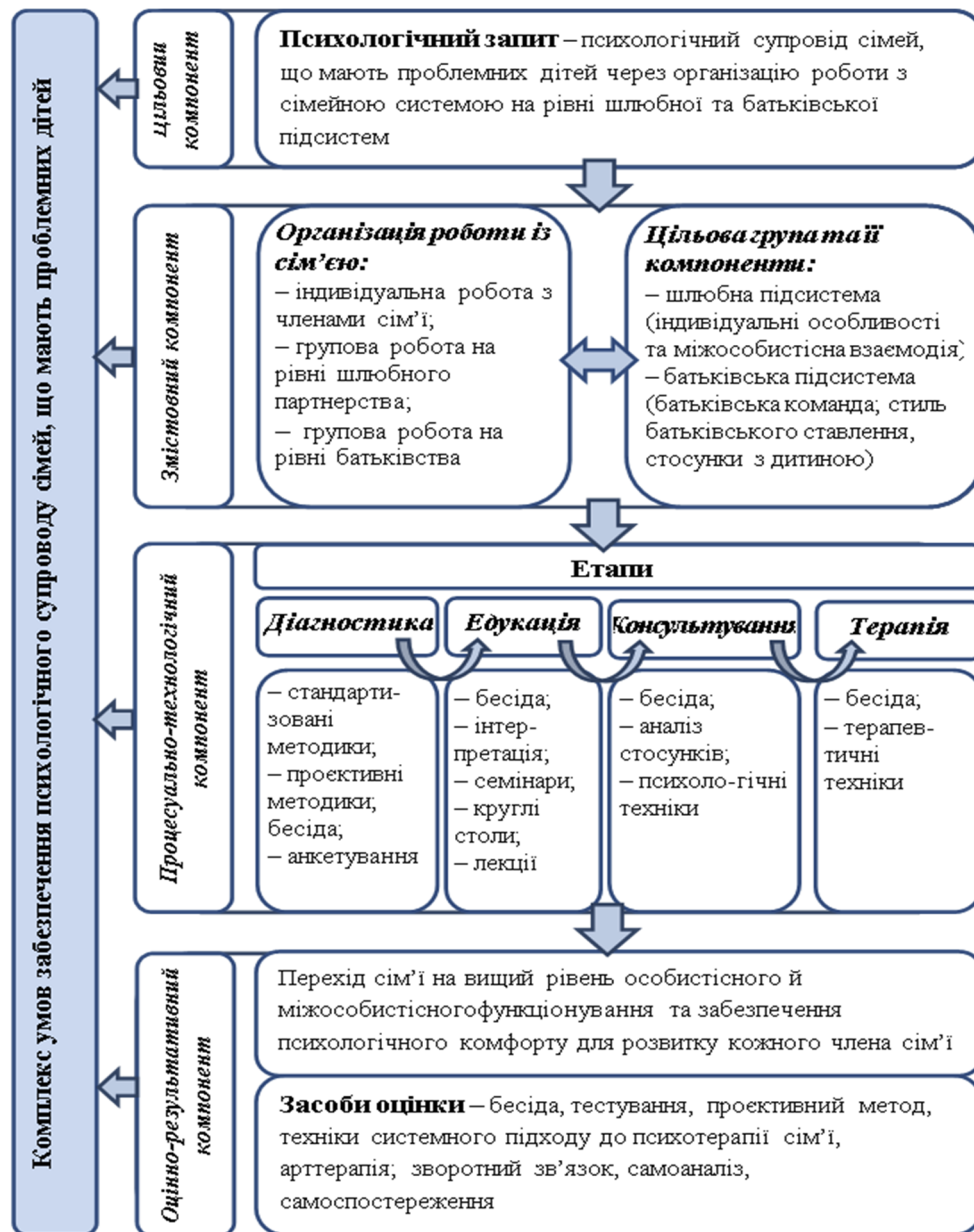 Комплекс умов забезпечення психологічного супроводу сімей, що мають проблемних дітей
Цільовий
компонент
Психологічний запит – психологічний супровід сімей,
що мають проблемних дітей через організацію роботи з
сімейною системою на рівні шлюбної та батьківської
підсистем
Змістовний компонент
Організація роботи із
сім’єю:
– індивідуальна робота з
членами сім’ї;
– групова робота на
рівні шлюбного
партнерства;
– групова робота на
рівні батьківства
Цільова група та її
компоненти:
– шлюбна підсистема
(індивідуальні особливості
та міжособистісна взаємодія)
– батьківська підсистема
(батьківська команда; стиль
батьківського ставлення,
стосунки з дитиною)
Процесуально-технологічний
компонент
Етапи
Діагностика
Едукація
Консультування
Терапія
– стандарти-
зовані
методики;
– проєктивні
методики;
бесіда;
– анкетування
– бесіда;
– інтер-
претація;
– семінари;
– круглі
столи;
– лекції
– бесіда;
– аналіз
стосунків;
– психоло-гічні
техніки
– бесіда;
– терапев-
тичні
техніки
Оцінно-результативний
компонент
Перехід сім’ї на вищий рівень особистісного й
міжособистісногофункціонування та забезпечення
психологічного комфорту для розвитку кожного члена сім’ї
Засоби оцінки – бесіда, тестування, проєктивний метод,
техніки системного підходу до психотерапії сім’ї,
арттерапія; зворотний зв’язок, самоаналіз,
самоспостереження